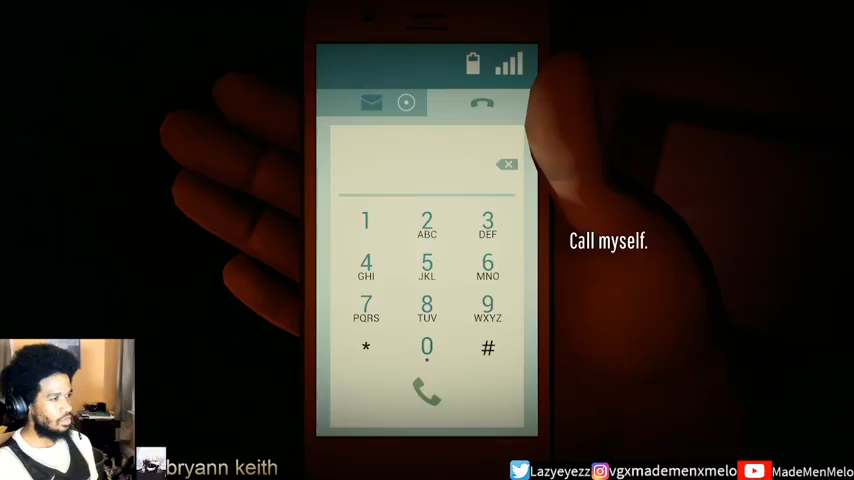 1 2 3
ABC DEF
4 5 6
GHI JKL MNO
7 8 9
PQRS TUV WXYZ
* 0 #
Call myself.
bryann keith
Lazyeyezz vgxmademenxmelo MadeMenMelo